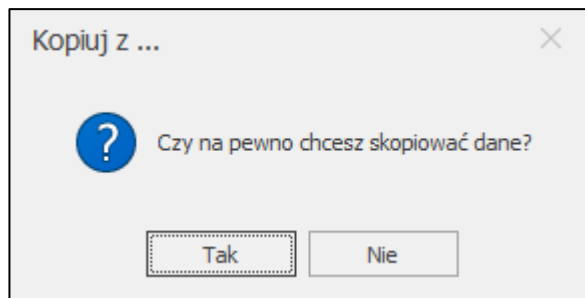 Kopiuj z ...
Czy na pewno chcesz skopiować dane?
Tak
Nie